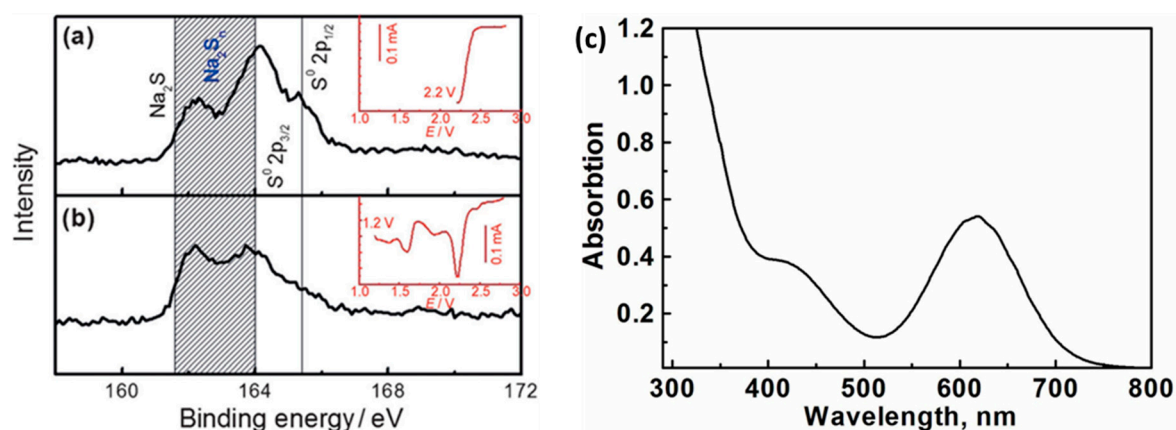 (a)
Na₂S
Na₂Sₙ
S⁰ 2p₃/₂
S⁰ 2p₁/₂
0.1 mA
2.2 V
1.0 1.5 2.0 2.5 3.0
E / V
(b)
1.2 V
0.1 mA
1.0 1.5 2.0 2.5 3.0
E / V
Intensity
160 164 168 172
Binding energy / eV
(c)
1.2
1.0
0.8
0.6
0.4
0.2
Absorbtion
300 400 500 600 700 800
Wavelength, nm